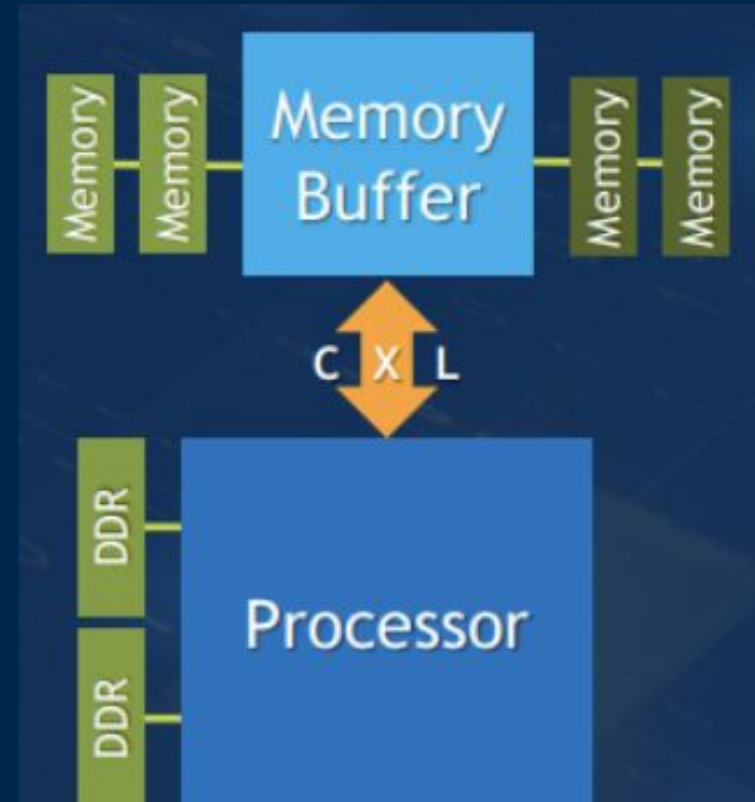 Memory
Memory
Memory
Buffer
Memory
Memory
C X L
DDR
Processor
DDR